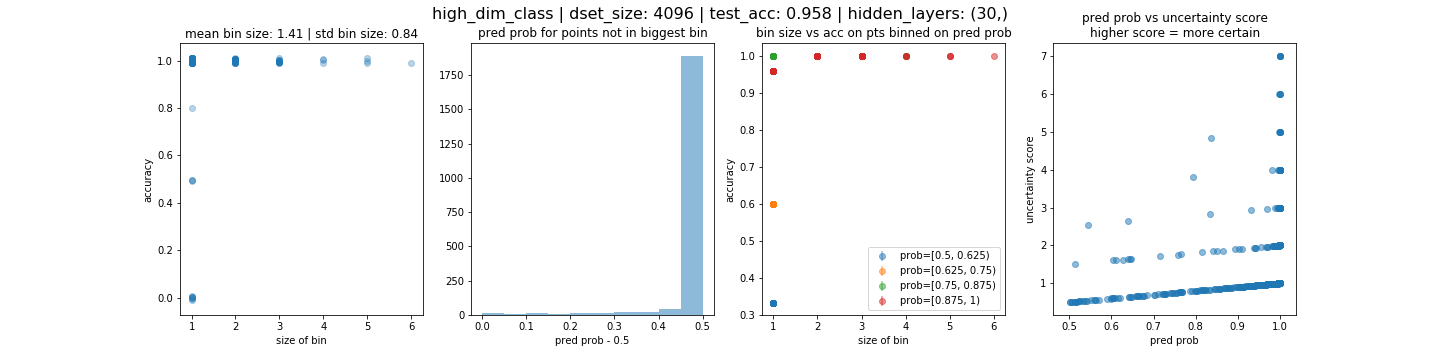 high_dim_class | dset_size: 4096 | test_acc: 0.958 | hidden_layers: (30,)
mean bin size: 1.41 | std bin size: 0.84
1.0
0.8
0.6
0.4
0.2
0.0
accuracy
1 2 3 4 5 6
size of bin
pred prob for points not in biggest bin
1750
1500
1250
1000
750
500
250
0
0.0 0.1 0.2 0.3 0.4 0.5
pred prob - 0.5
bin size vs acc on pts binned on pred prob
1.0
0.9
0.8
0.7
0.6
0.5
0.4
0.3
accuracy
prob=[0.5, 0.625)
prob=[0.625, 0.75)
prob=[0.75, 0.875)
prob=[0.875, 1)
1 2 3 4 5 6
size of bin
pred prob vs uncertainty score
higher score = more certain
7
6
5
4
3
2
1
uncertainty score
0.5 0.6 0.7 0.8 0.9 1.0
pred prob